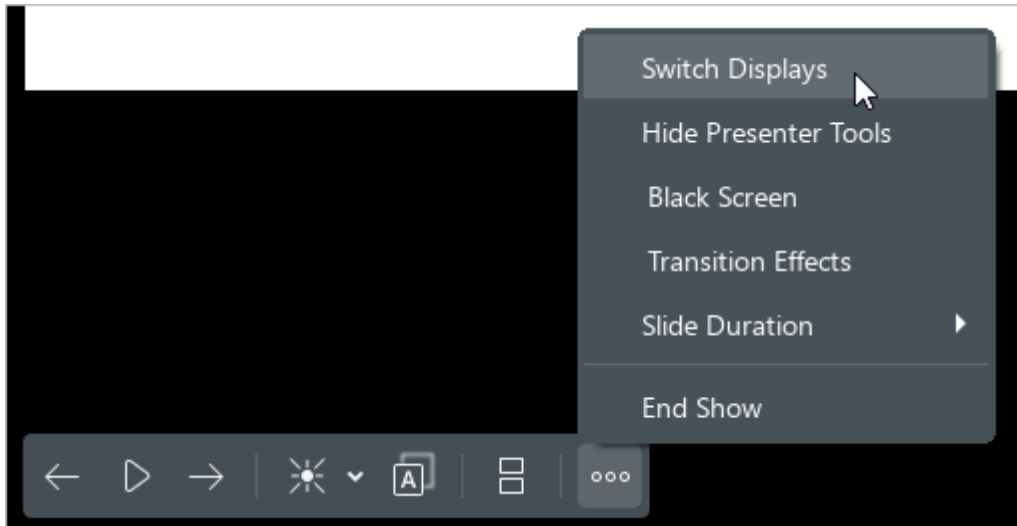 Switch Displays
Hide Presenter Tools
Black Screen
Transition Effects
Slide Duration
End Show
A